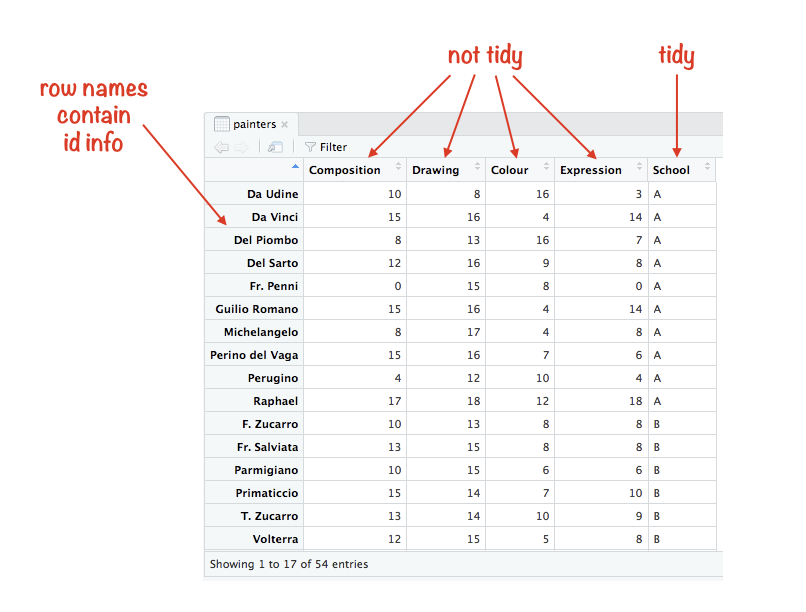 not tidy
tidy
row names
contain
id info
painters ×
Filter
Composition Drawing Colour Expression School
Da Udine 10 8 16 3 A
Da Vinci 15 16 4 14 A
Del Piombo 8 13 16 7 A
Del Sarto 12 16 9 8 A
Fr. Penni 0 15 8 0 A
Guilio Romano 15 16 4 14 A
Michelangelo 8 17 4 8 A
Perino del Vaga 15 16 7 6 A
Perugino 4 12 10 4 A
Raphael 17 18 12 18 A
F. Zucarro 10 13 8 8 B
Fr. Salviata 13 15 8 8 B
Parmigiano 10 15 6 6 B
Primaticcio 15 14 7 10 B
T. Zucarro 13 14 10 9 B
Volterra 12 15 5 8 B
Showing 1 to 17 of 54 entries